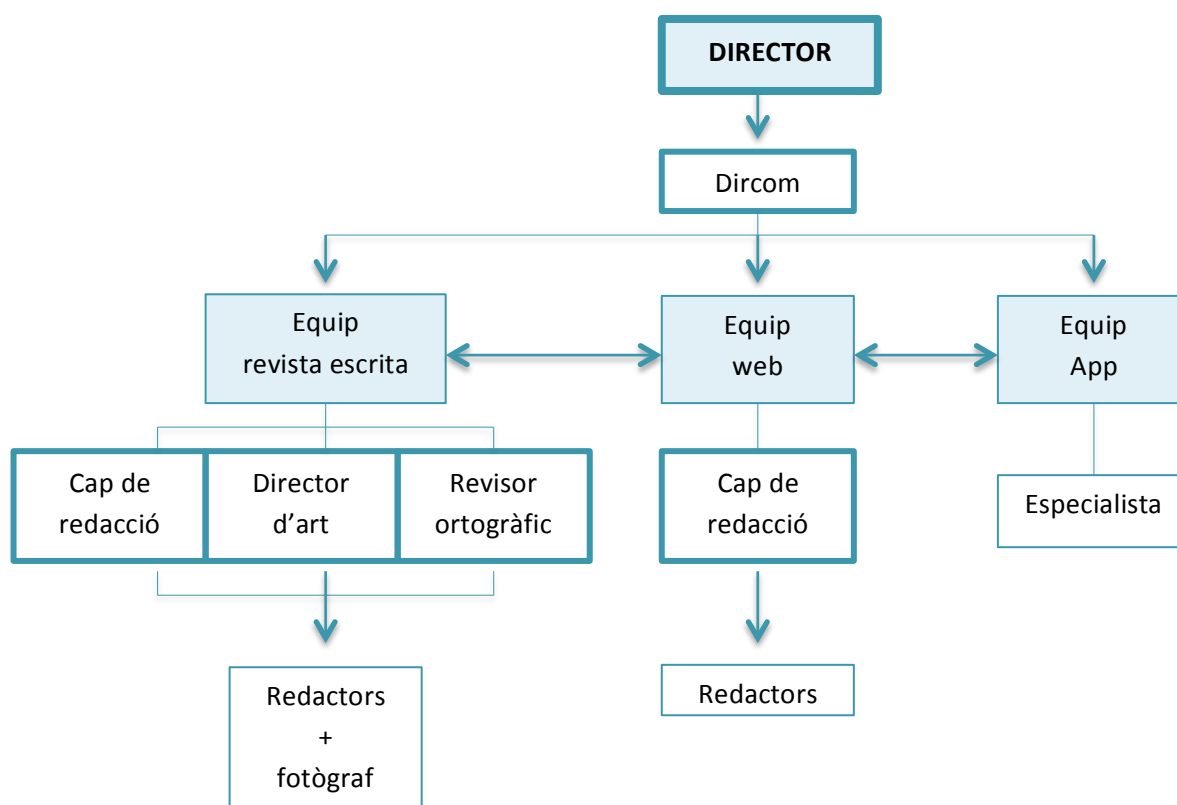 DIRECTOR
Dircom
Equip
revista escrita
Equip
web
Equip
App
Cap de
redacció
Director
d’art
Revisor
ortogràfic
Cap de
redacció
Especialista
Redactors
+
fotògraf
Redactors